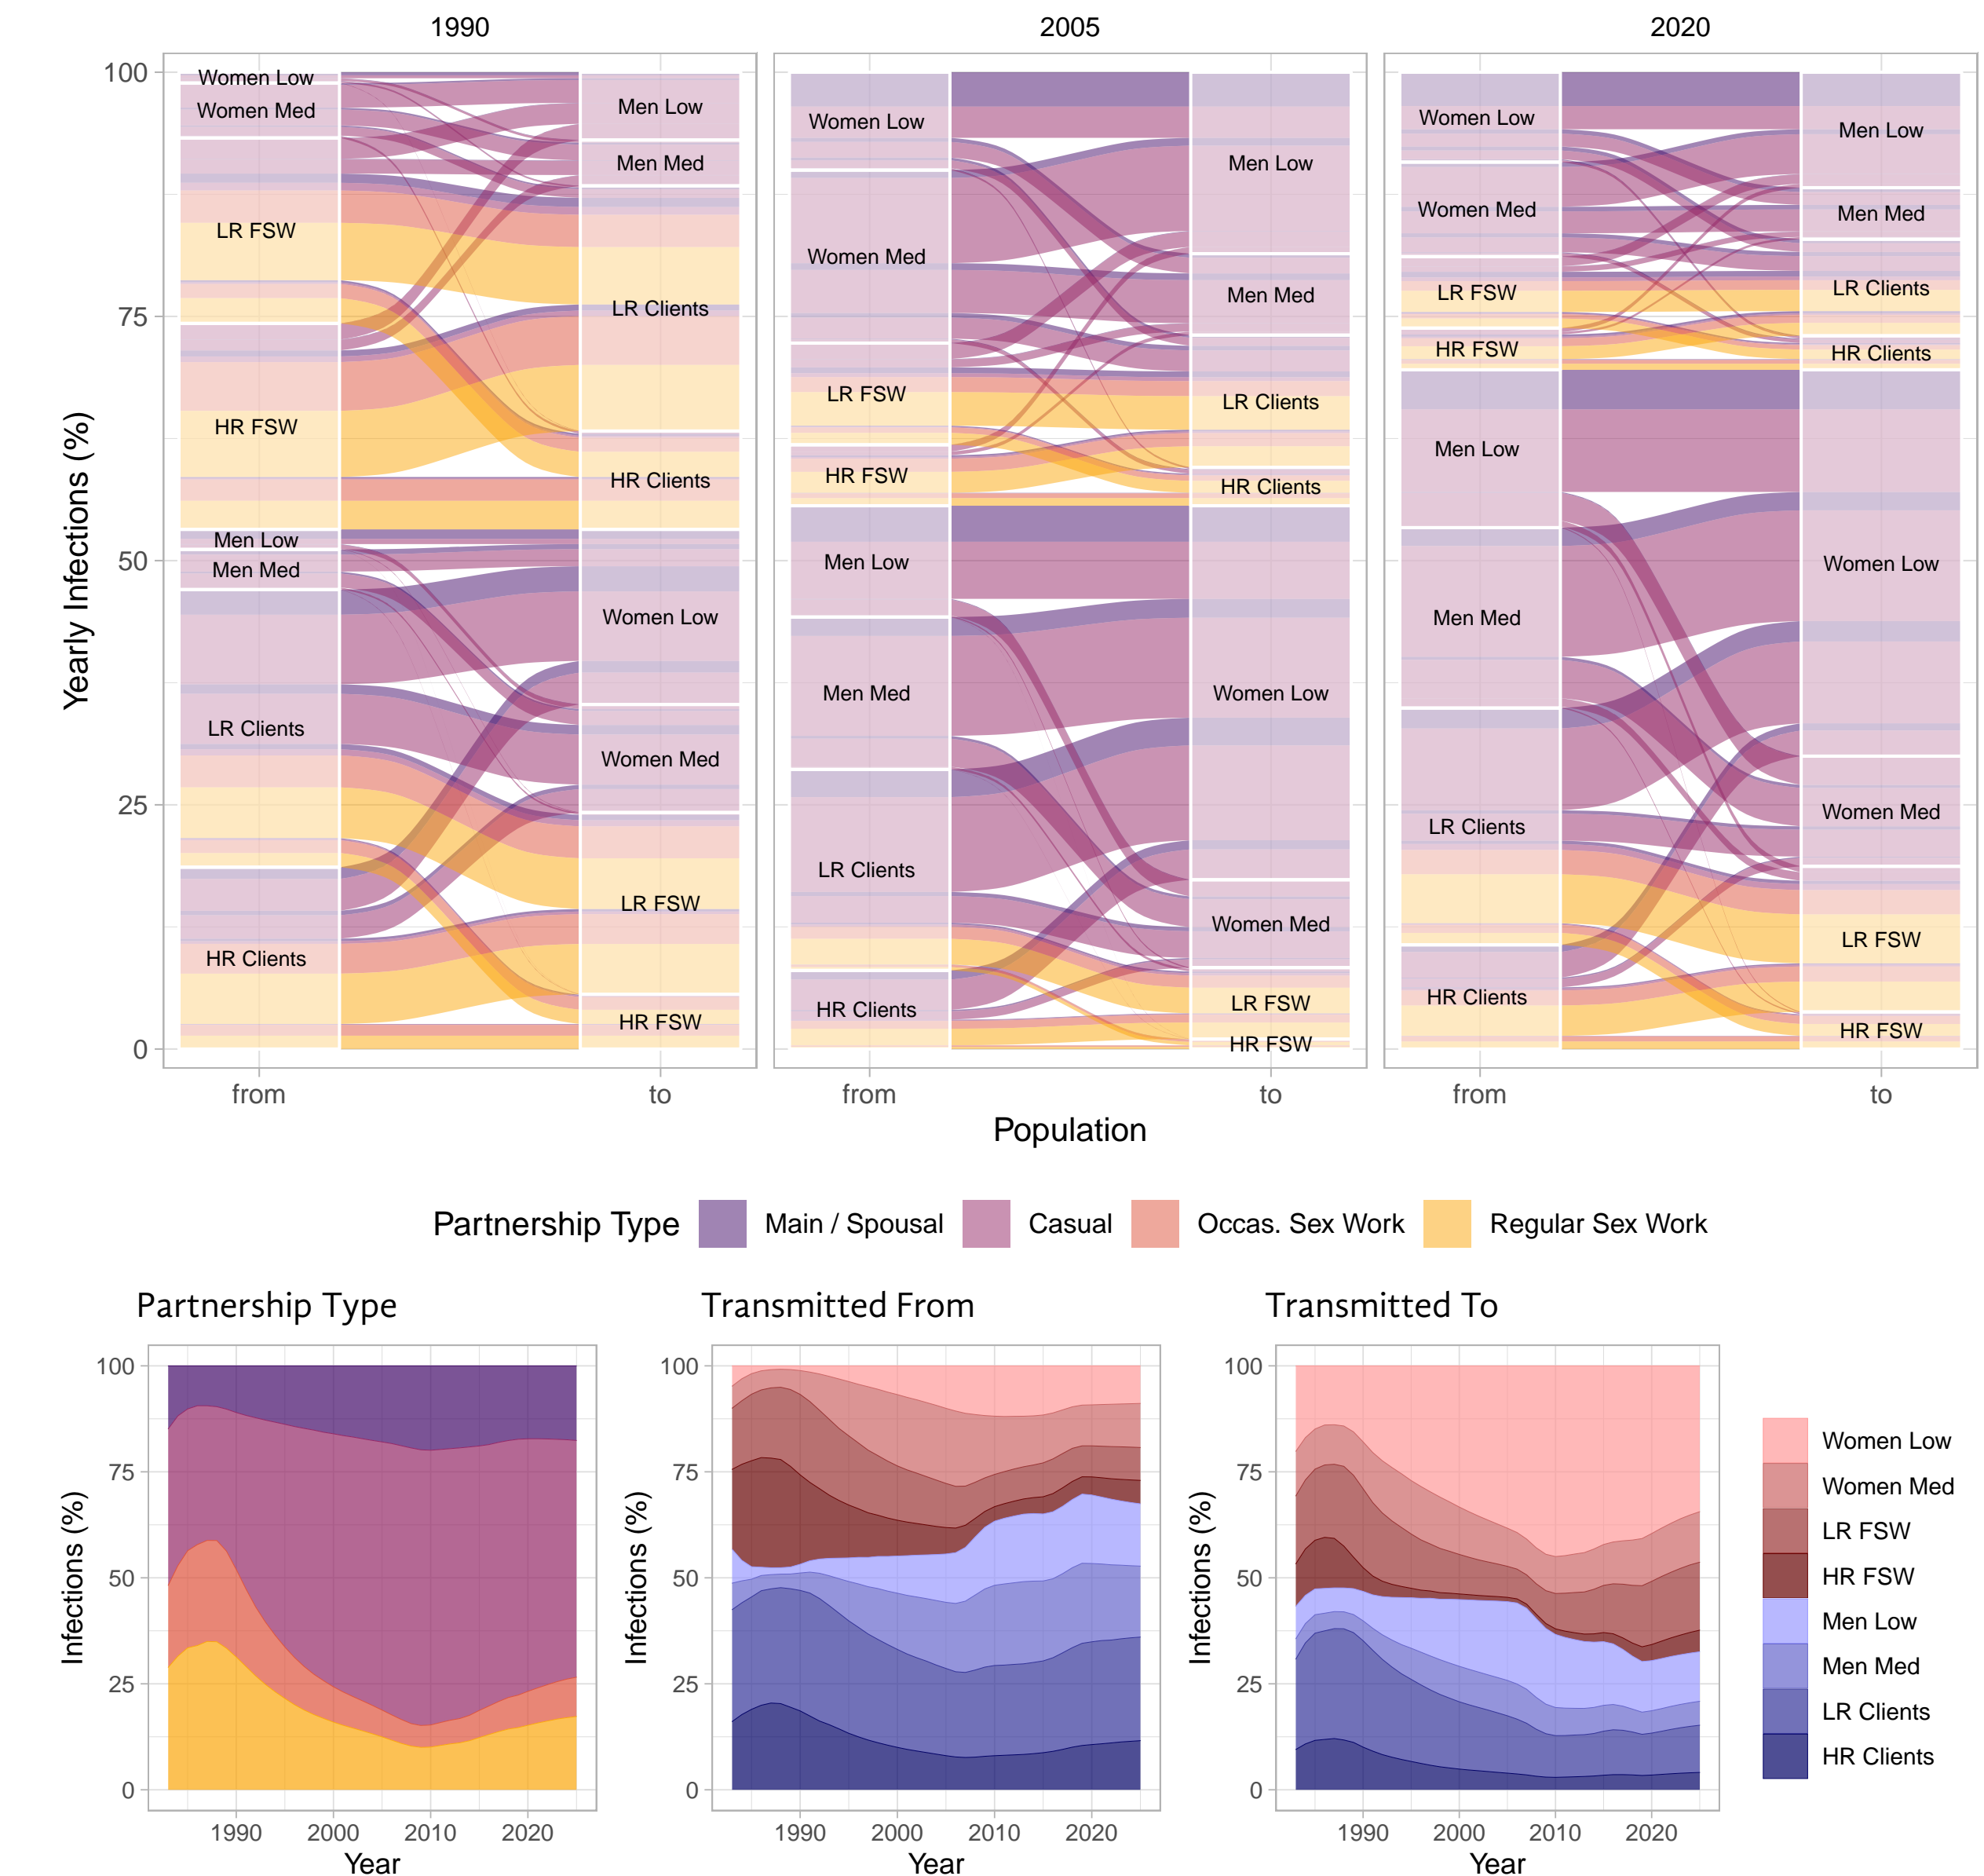 1990
2005
2020
Yearly Infections (%)
100
75
50
25
0
Women Low
Women Med
LR FSW
HR FSW
Men Low
Men Med
LR Clients
HR Clients
Men Low
Men Med
LR Clients
HR Clients
Women Low
Women Med
LR FSW
HR FSW
Women Low
Women Med
LR FSW
HR FSW
Men Low
Men Med
LR Clients
HR Clients
Men Low
Men Med
LR Clients
HR Clients
Women Low
Women Med
LR FSW
HR FSW
Women Low
Women Med
LR FSW
HR FSW
Men Low
Men Med
LR Clients
HR Clients
Men Low
Men Med
LR Clients
HR Clients
Women Low
Women Med
LR FSW
HR FSW
from to from to from to
Population
Partnership Type Main / Spousal Casual Occas. Sex Work Regular Sex Work
Partnership Type
Infections (%)
100
75
50
25
0
1990 2000 2010 2020
Year
Transmitted From
Infections (%)
100
75
50
25
0
1990 2000 2010 2020
Year
Transmitted To
Infections (%)
100
75
50
25
0
1990 2000 2010 2020
Year
Women Low
Women Med
LR FSW
HR FSW
Men Low
Men Med
LR Clients
HR Clients